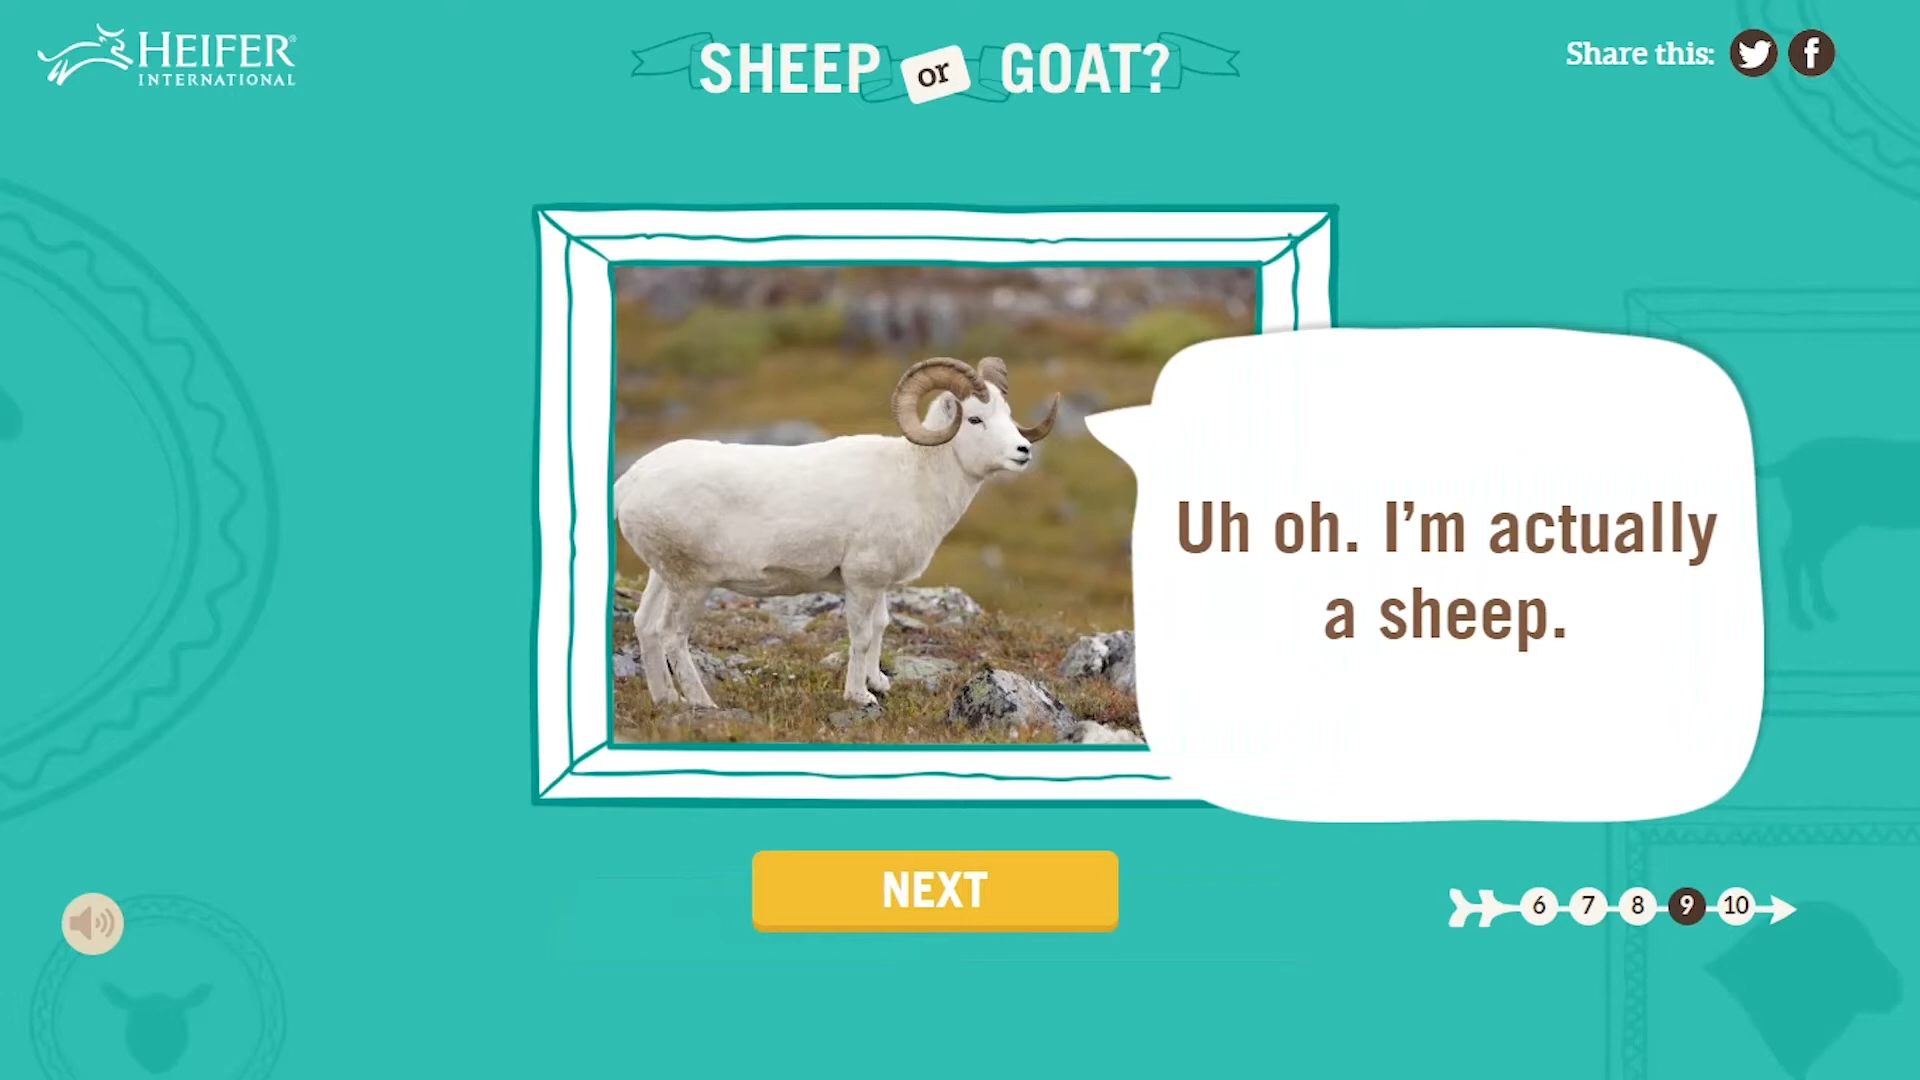 HEIFER®
INTERNATIONAL
SHEEP or GOAT?
Share this:
Uh oh. I’m actually
a sheep.
NEXT
6 7 8 9 10